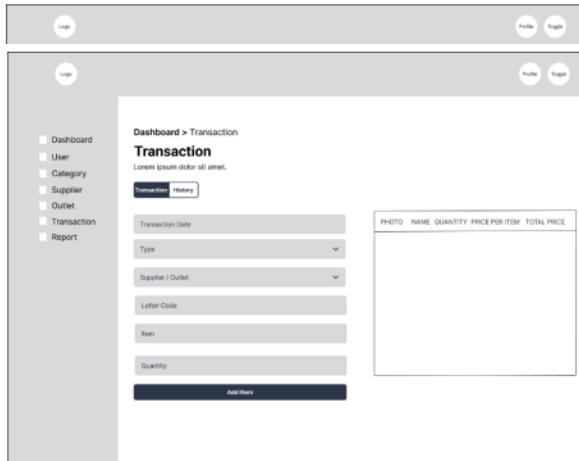 Logo
Profile
Toggle
Logo
Profile
Toggle
Dashboard
User
Category
Supplier
Outlet
Transaction
Report
Dashboard > Transaction
Transaction
Lorem ipsum dolor sit amet.
Transaction
History
Transaction Date
Type
Supplier / Outlet
Letter Code
Item
Quantity
Add Item
PHOTO NAME QUANTITY PRICE PER ITEM TOTAL PRICE